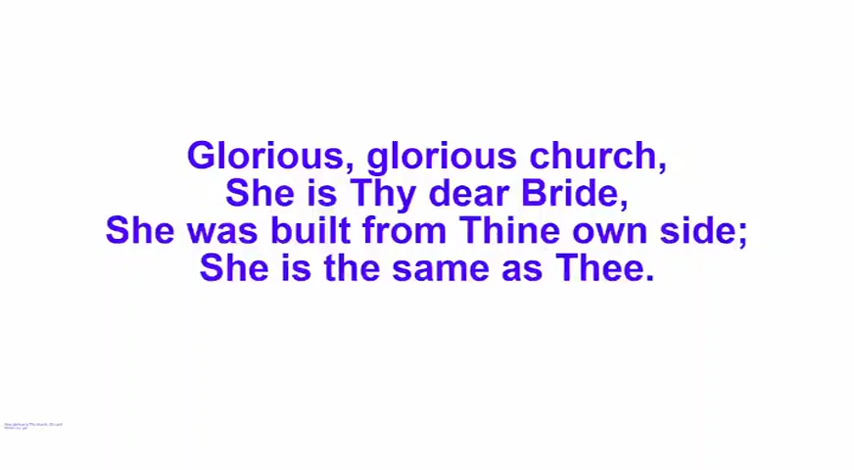 Glorious, glorious church,
She is Thy dear Bride,
She was built from Thine own side;
She is the same as Thee.